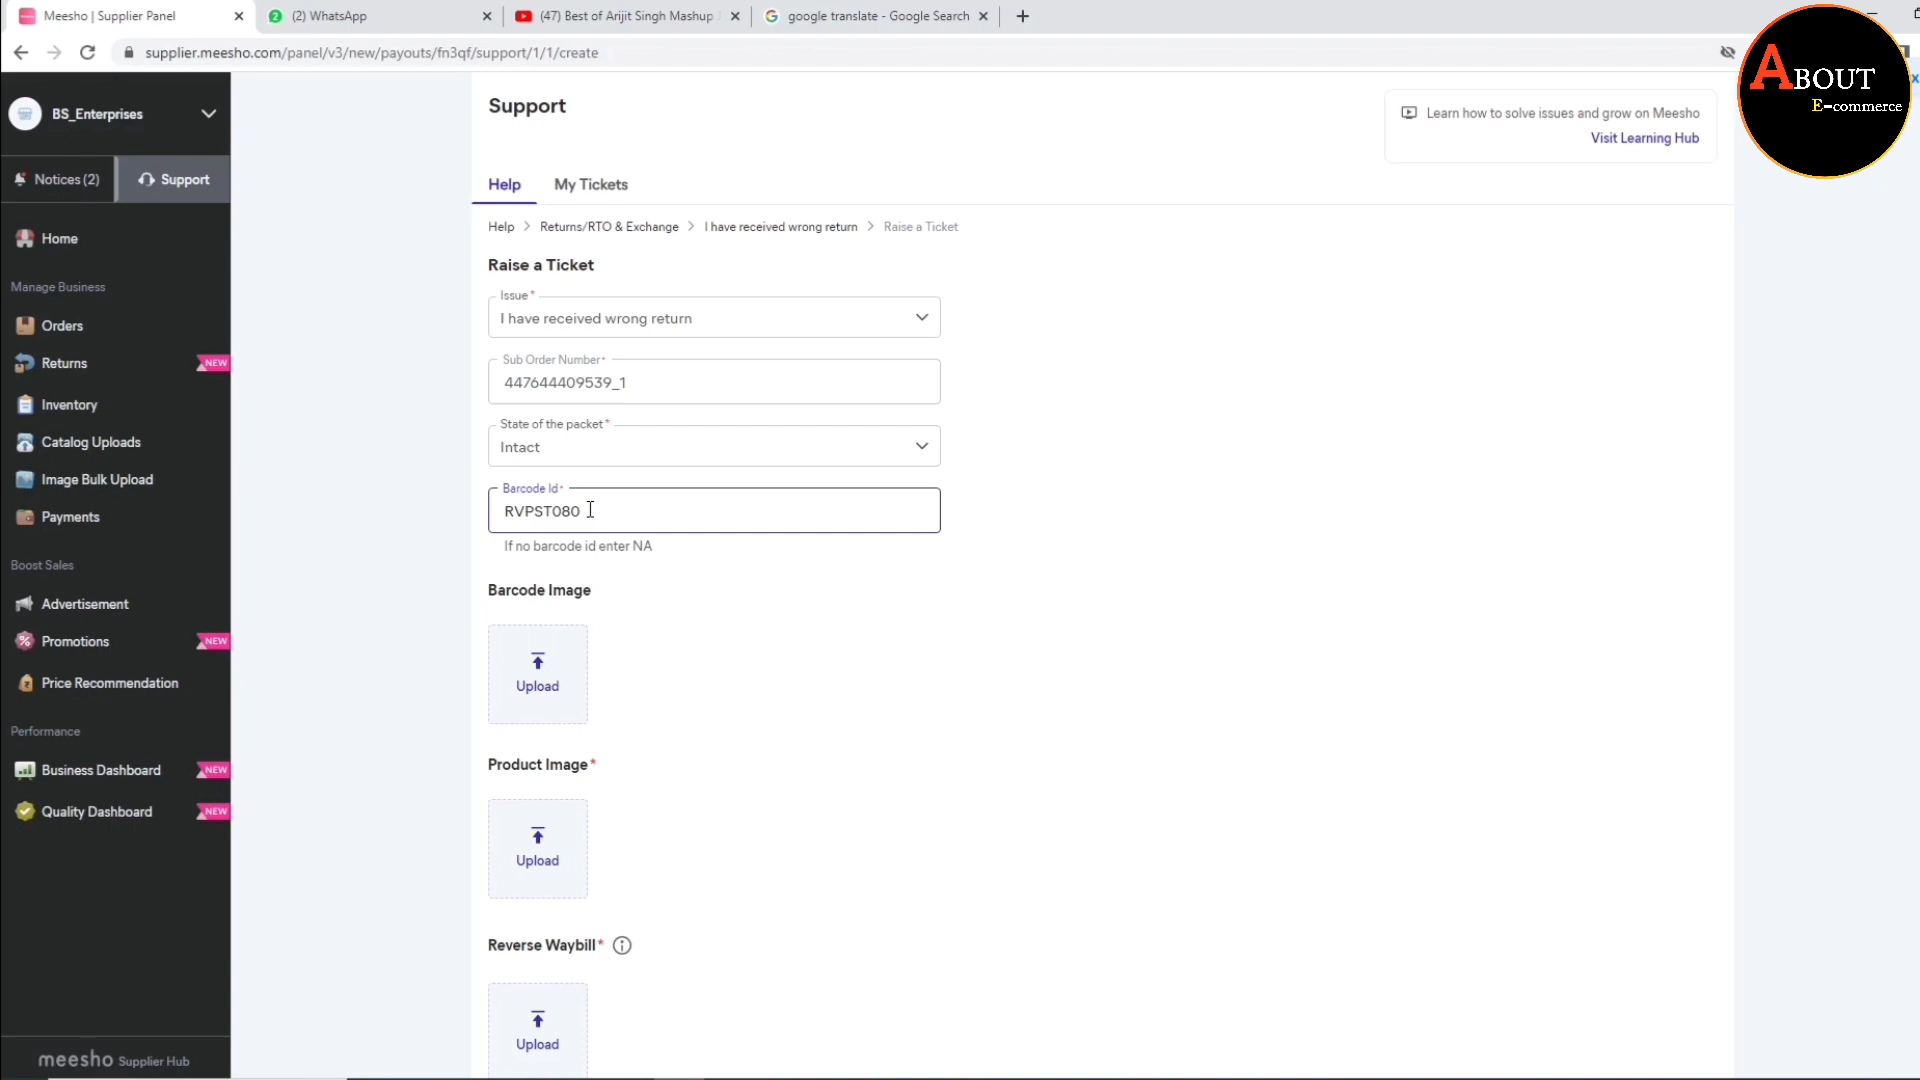 Meesho | Supplier Panel
(2) WhatsApp
(47) Best of Arijit Singh Mashup
google translate - Google Search
supplier.meesho.com/panel/v3/new/payouts/fn3qf/support/1/1/create
ABOUT
E-commerce
BS_Enterprises
Notices (2)
Support
Home
Manage Business
Orders
Returns
NEW
Inventory
Catalog Uploads
Image Bulk Upload
Payments
Boost Sales
Advertisement
Promotions
NEW
Price Recommendation
Performance
Business Dashboard
NEW
Quality Dashboard
NEW
meesho Supplier Hub
Support
Learn how to solve issues and grow on Meesho
Visit Learning Hub
Help
My Tickets
Help > Returns/RTO & Exchange > I have received wrong return > Raise a Ticket
Raise a Ticket
Issue*
I have received wrong return
Sub Order Number*
447644409539_1
State of the packet*
Intact
Barcode Id*
RVPST080
If no barcode id enter NA
Barcode Image
Upload
Product Image*
Upload
Reverse Waybill*
Upload